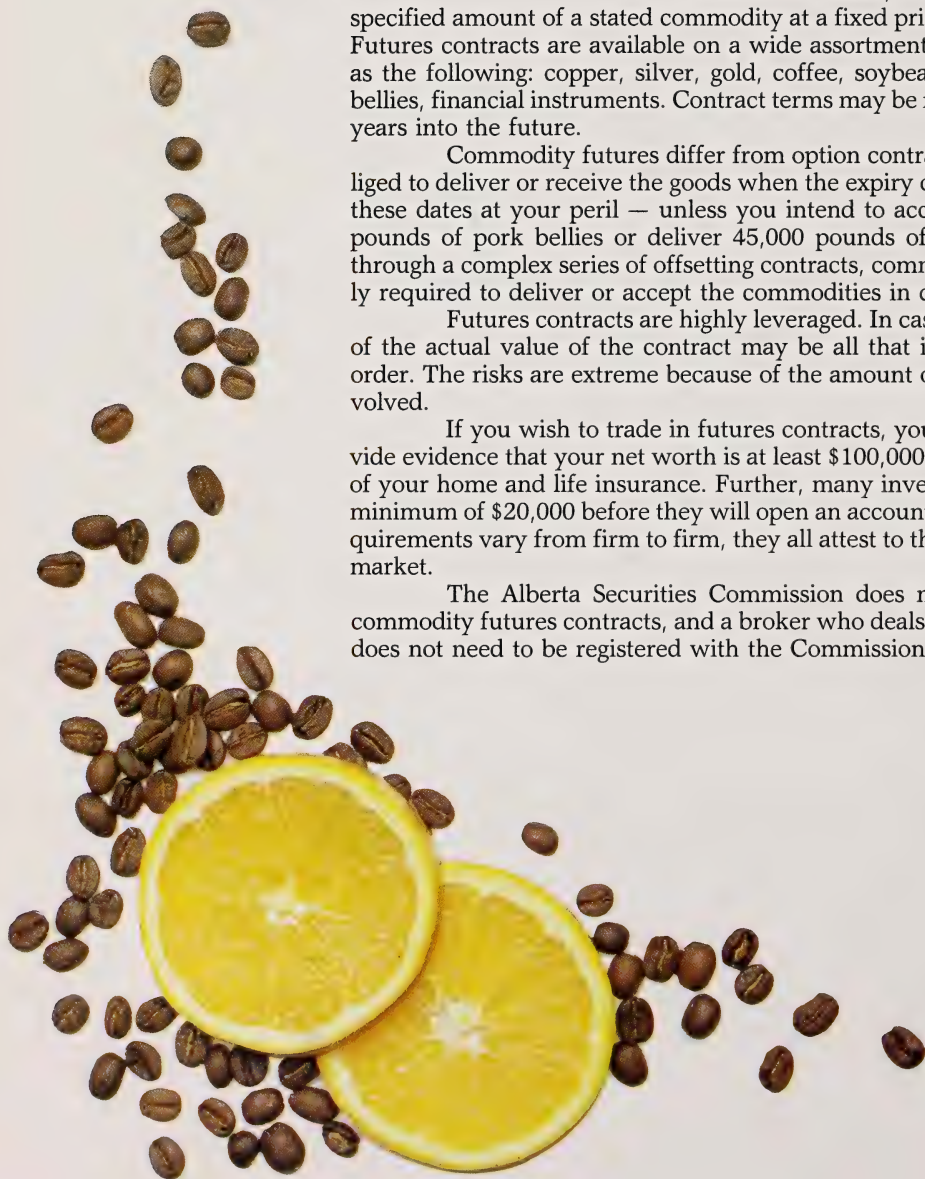 specified amount of a stated commodity at a fixed pri
Futures contracts are available on a wide assortment
as the following: copper, silver, gold, coffee, soybea
bellies, financial instruments. Contract terms may be
years into the future.
Commodity futures differ from option contr
liged to deliver or receive the goods when the expiry
these dates at your peril — unless you intend to acc
pounds of pork bellies or deliver 45,000 pounds of
through a complex series of offsetting contracts, comm
ly required to deliver or accept the commodities in
Futures contracts are highly leveraged. In cas
of the actual value of the contract may be all that i
order. The risks are extreme because of the amount
volved.
If you wish to trade in futures contracts, you
vide evidence that your net worth is at least $100,000
of your home and life insurance. Further, many inve
minimum of $20,000 before they will open an accoun
quirements vary from firm to firm, they all attest to th
market.
The Alberta Securities Commission does
commodity futures contracts, and a broker who deals
does not need to be registered with the Commission